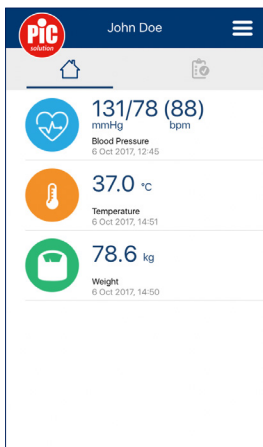 PiC
solution
John Doe
131/78 (88)
mmHg bpm
Blood Pressure
6 Oct 2017, 12:45
37.0 °C
Temperature
6 Oct 2017, 14:51
78.6 kg
Weight
6 Oct 2017, 14:50